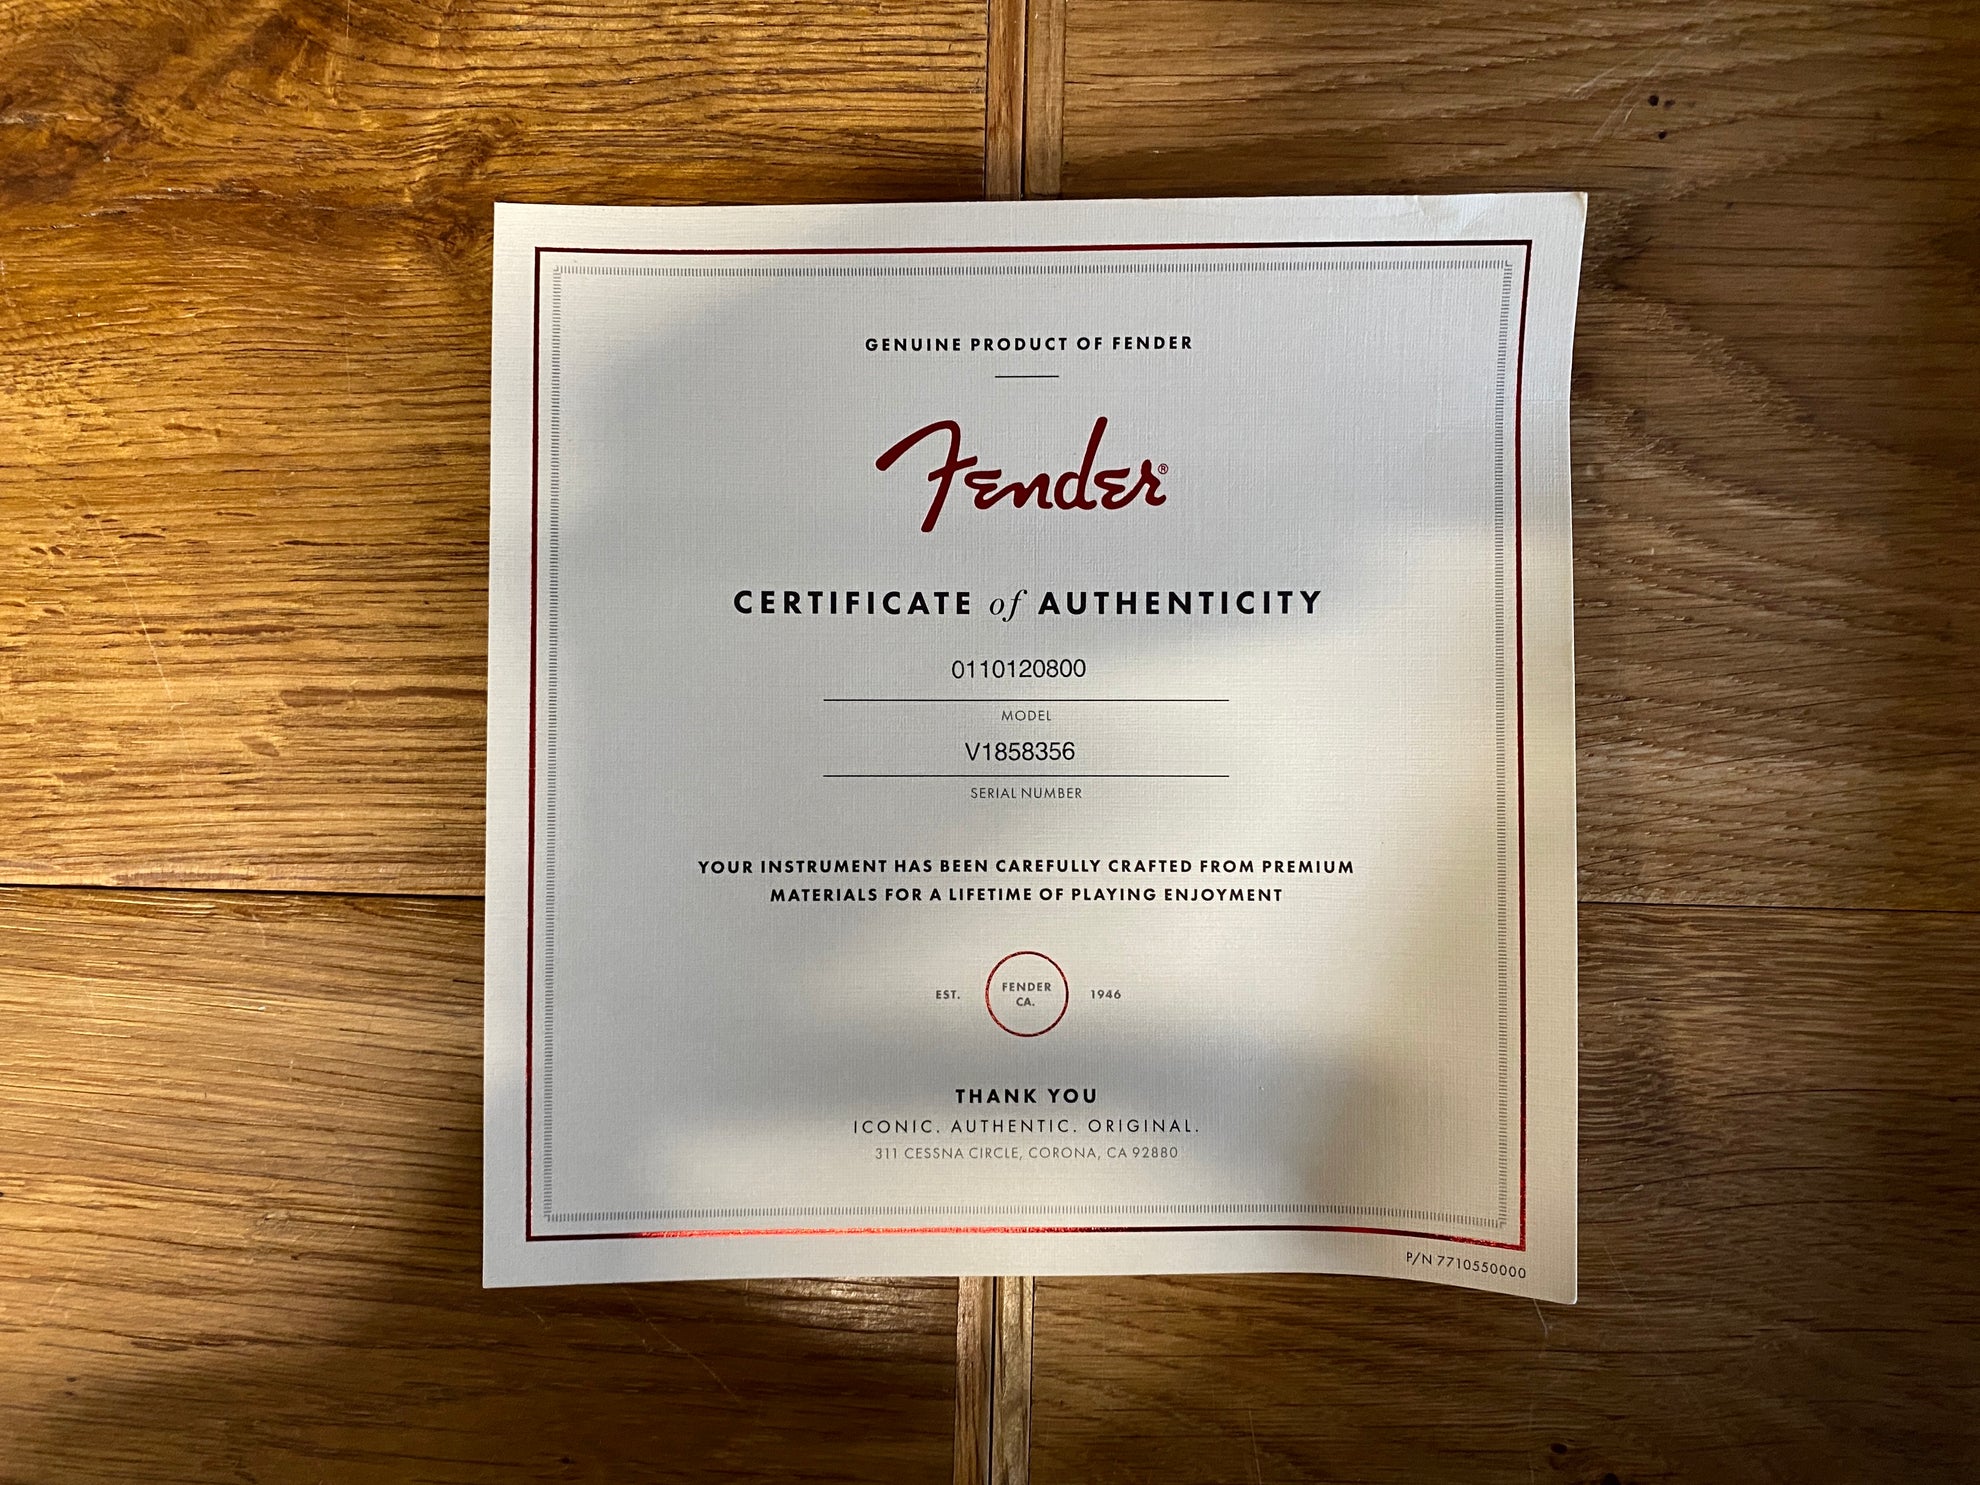 GENUINE PRODUCT OF FENDER
Fender®
CERTIFICATE of AUTHENTICITY
0110120800
MODEL
V1858356
SERIAL NUMBER
YOUR INSTRUMENT HAS BEEN CAREFULLY CRAFTED FROM PREMIUM
MATERIALS FOR A LIFETIME OF PLAYING ENJOYMENT
EST. FENDER CA. 1946
THANK YOU
ICONIC. AUTHENTIC. ORIGINAL.
311 CESSNA CIRCLE, CORONA, CA 92880
P/N 7710550000